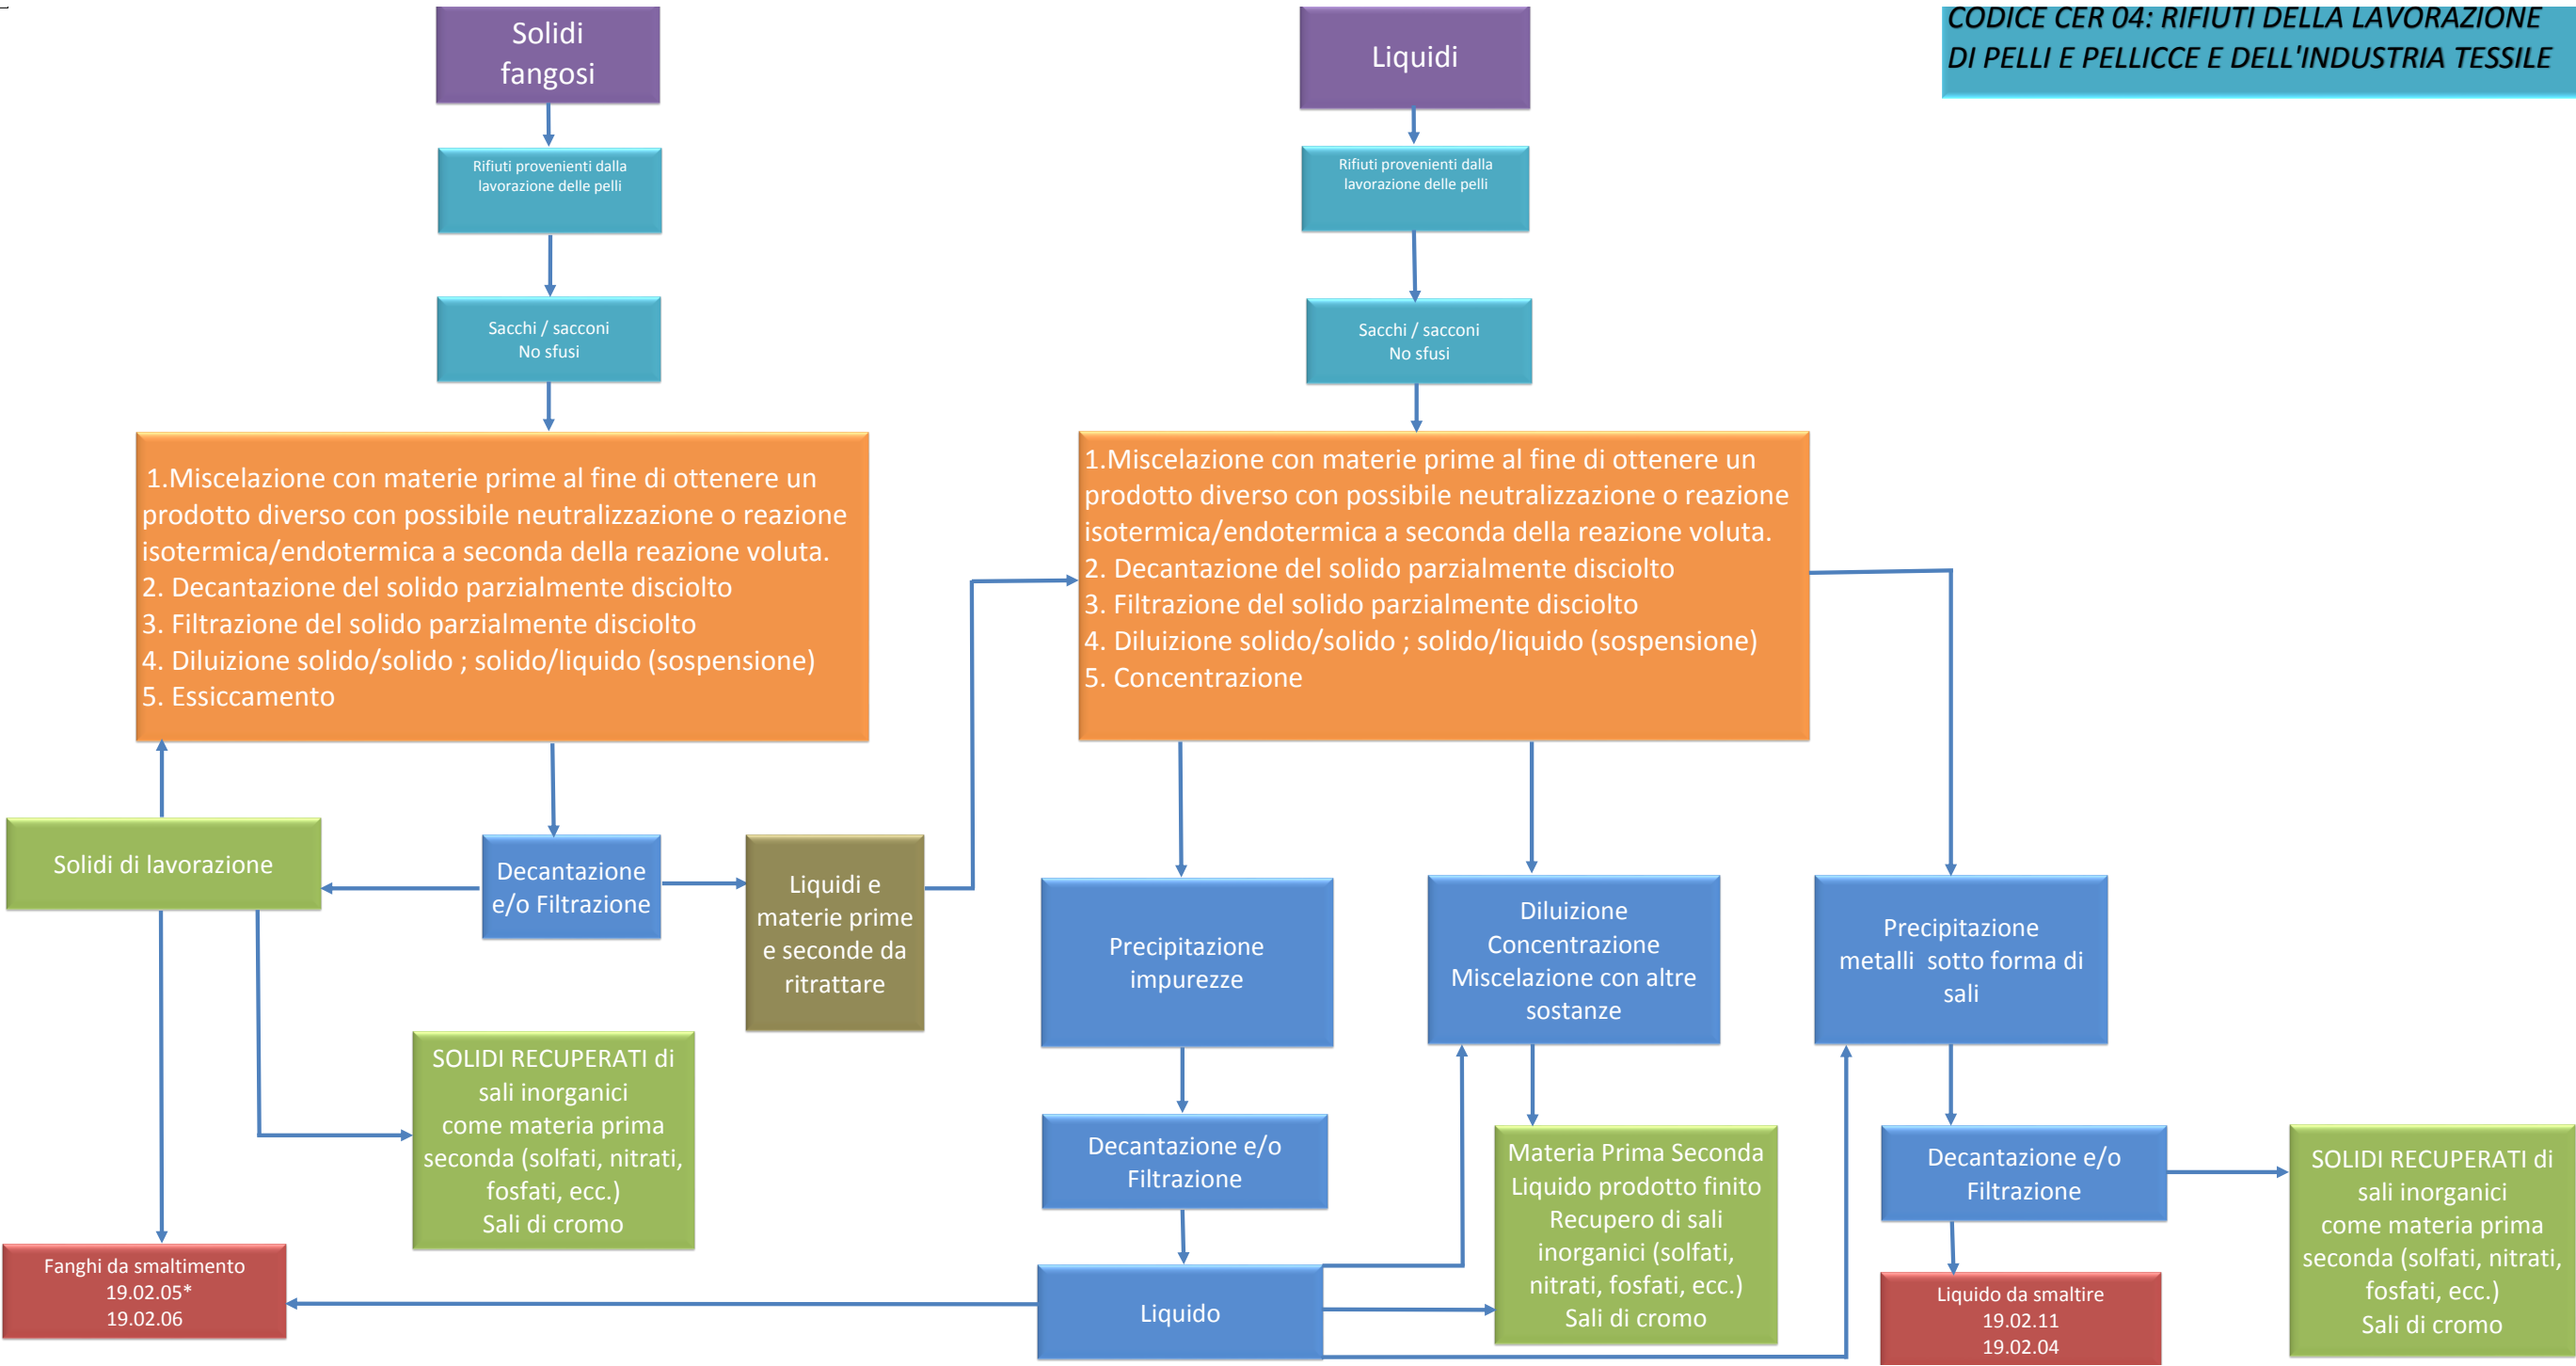 Solidi
fangosi
Liquidi
CODICE CER 04: RIFIUTI DELLA LAVORAZIONE
DI PELLI E PELLICCE E DELL'INDUSTRIA TESSILE
Rifiuti provenienti dalla
lavorazione delle pelli
Rifiuti provenienti dalla
lavorazione delle pelli
Sacchi / sacconi
No sfusi
Sacchi / sacconi
No sfusi
1.Miscelazione con materie prime al fine di ottenere un
prodotto diverso con possibile neutralizzazione o reazione
isotermica/endotermica a seconda della reazione voluta.
2. Decantazione del solido parzialmente disciolto
3. Filtrazione del solido parzialmente disciolto
4. Diluizione solido/solido ; solido/liquido (sospensione)
5. Essiccamento
1.Miscelazione con materie prime al fine di ottenere un
prodotto diverso con possibile neutralizzazione o reazione
isotermica/endotermica a seconda della reazione voluta.
2. Decantazione del solido parzialmente disciolto
3. Filtrazione del solido parzialmente disciolto
4. Diluizione solido/solido ; solido/liquido (sospensione)
5. Concentrazione
Solidi di lavorazione
Decantazione
e/o Filtrazione
Liquidi e
materie prime
e seconde da
ritrattare
Precipitazione
impurezze
Diluizione
Concentrazione
Miscelazione con altre
sostanze
Precipitazione
metalli sotto forma di
sali
SOLIDI RECUPERATI di
sali inorganici
come materia prima
seconda (solfati, nitrati,
fosfati, ecc.)
Sali di cromo
Decantazione e/o
Filtrazione
Materia Prima Seconda
Liquido prodotto finito
Recupero di sali
inorganici (solfati,
nitrati, fosfati, ecc.)
Sali di cromo
Decantazione e/o
Filtrazione
SOLIDI RECUPERATI di
sali inorganici
come materia prima
seconda (solfati, nitrati,
fosfati, ecc.)
Sali di cromo
Fanghi da smaltimento
19.02.05*
19.02.06
Liquido
Liquido da smaltire
19.02.11
19.02.04